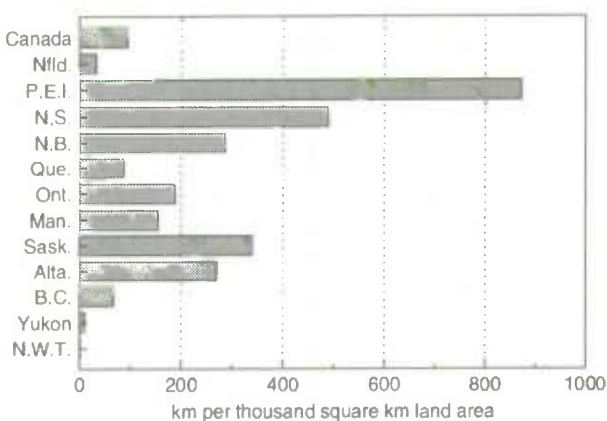 Canada
Nfld.
P.E.I.
N.S.
N.B.
Que.
Ont.
Man.
Sask.
Alta.
B.C.
Yukon
N.W.T.
0 200 400 600 800 1000
km per thousand square km land area